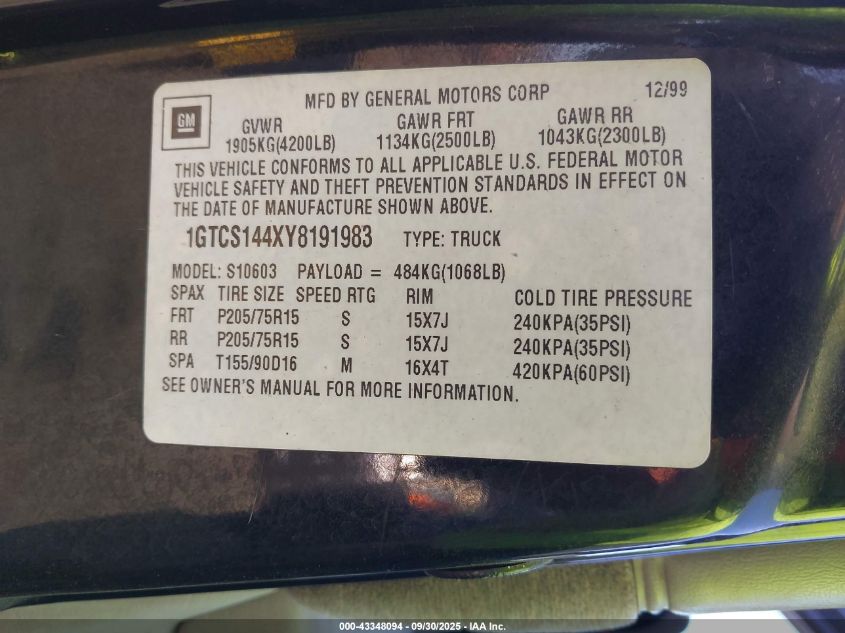 GM
MFD BY GENERAL MOTORS CORP 12/99
GVWR GAWR FRT GAWR RR
1905KG(4200LB) 1134KG(2500LB) 1043KG(2300LB)
THIS VEHICLE CONFORMS TO ALL APPLICABLE U.S. FEDERAL MOTOR
VEHICLE SAFETY AND THEFT PREVENTION STANDARDS IN EFFECT ON
THE DATE OF MANUFACTURE SHOWN ABOVE.
1GTCS144XY8191983 TYPE: TRUCK
MODEL: S10603 PAYLOAD = 484KG(1068LB)
SPAX TIRE SIZE SPEED RTG RIM COLD TIRE PRESSURE
FRT P205/75R15 S 15X7J 240KPA(35PSI)
RR P205/75R15 S 15X7J 240KPA(35PSI)
SPA T155/90D16 M 16X4T 420KPA(60PSI)
SEE OWNER'S MANUAL FOR MORE INFORMATION.
000-43348094 - 09/30/2025 - IAA Inc.